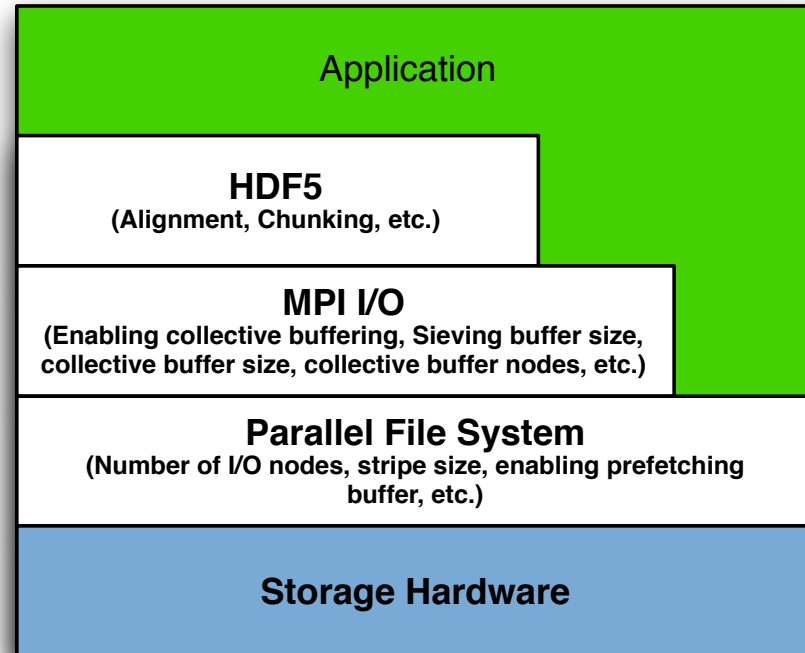 Application
HDF5
(Alignment, Chunking, etc.)
MPI I/O
(Enabling collective buffering, Sieving buffer size,
collective buffer size, collective buffer nodes, etc.)
Parallel File System
(Number of I/O nodes, stripe size, enabling prefetching
buffer, etc.)
Storage Hardware